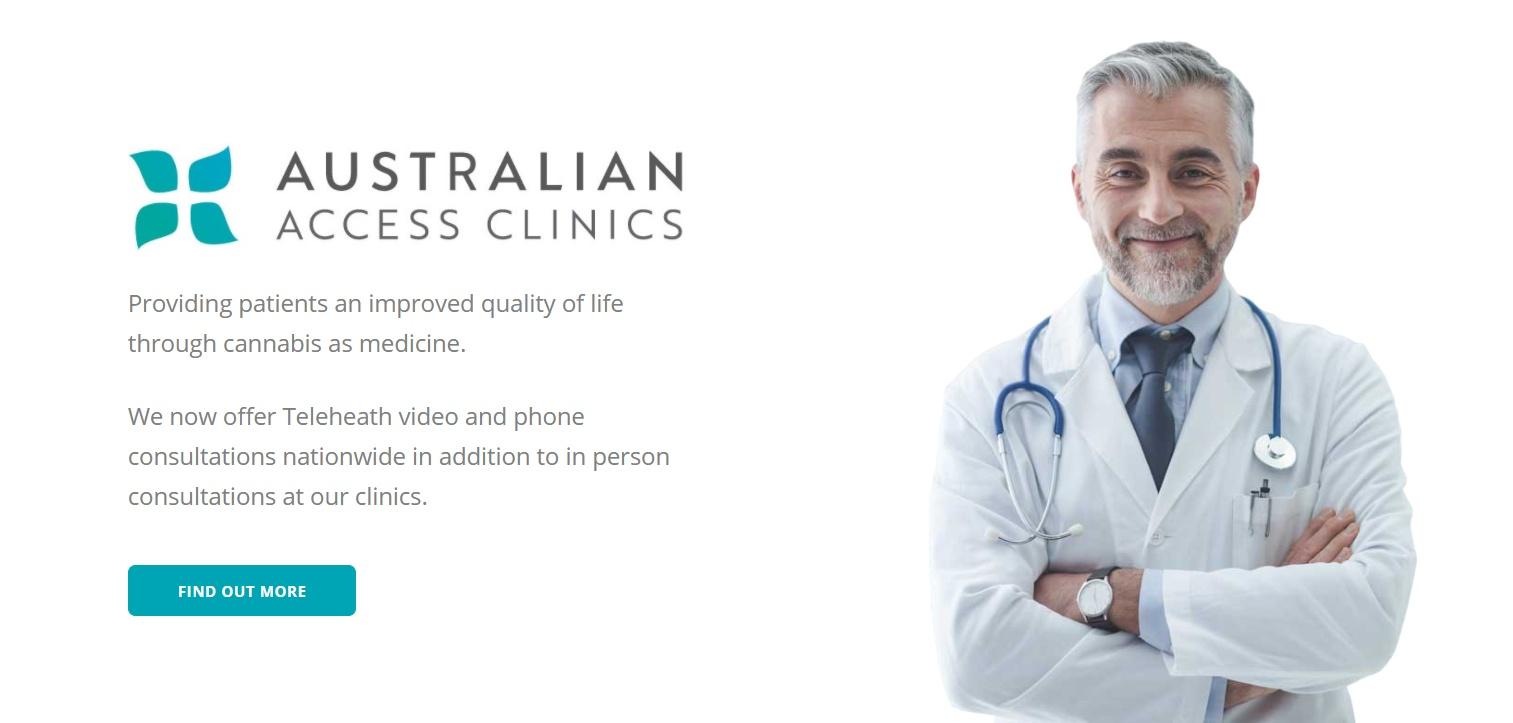 AUSTRALIAN
ACCESS CLINICS
Providing patients an improved quality of life
through cannabis as medicine.
We now offer Teleheath video and phone
consultations nationwide in addition to in person
consultations at our clinics.
FIND OUT MORE